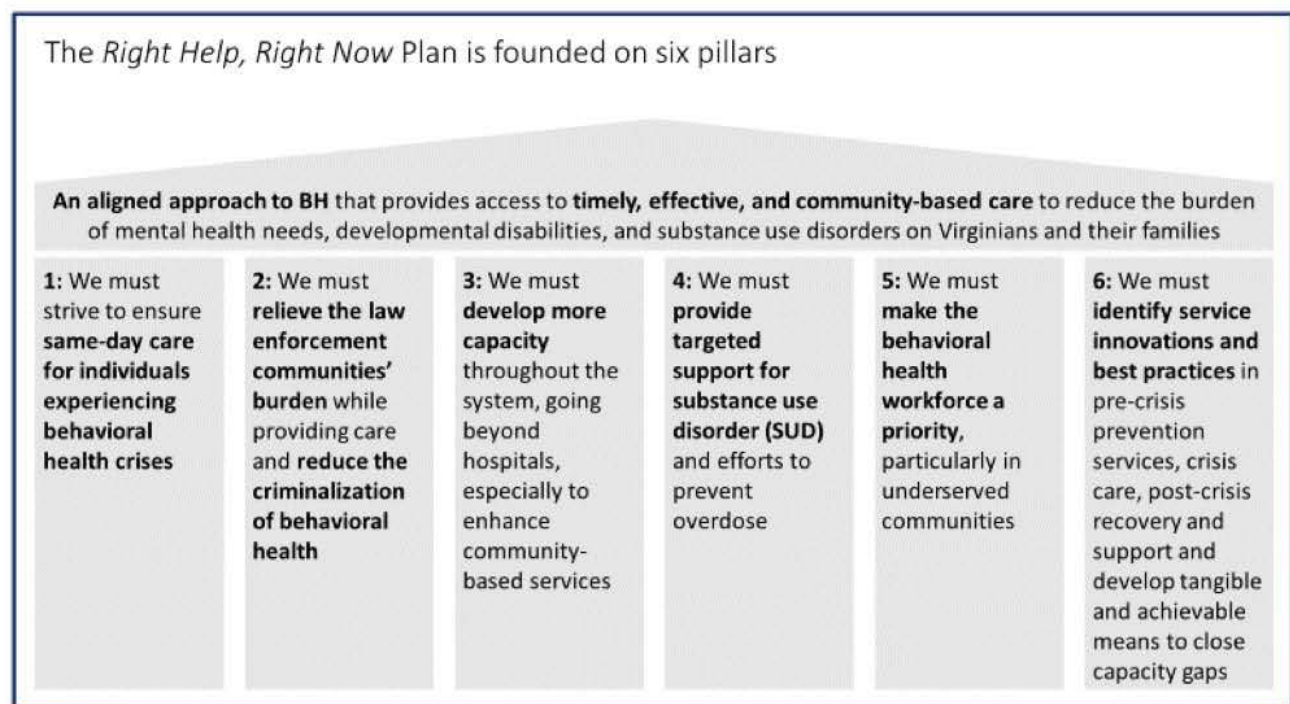 The Right Help, Right Now Plan is founded on six pillars
An aligned approach to BH that provides access to timely, effective, and community-based care to reduce the burden
of mental health needs, developmental disabilities, and substance use disorders on Virginians and their families
1: We must
strive to ensure
same-day care
for individuals
experiencing
behavioral
health crises
2: We must
relieve the law
enforcement
communities’
burden while
providing care
and reduce the
criminalization
of behavioral
health
3: We must
develop more
capacity
throughout the
system, going
beyond
hospitals,
especially to
enhance
community-
based services
4: We must
provide
targeted
support for
substance use
disorder (SUD)
and efforts to
prevent
overdose
5: We must
make the
behavioral
health
workforce a
priority,
particularly in
underserved
communities
6: We must
identify service
innovations and
best practices in
pre-crisis
prevention
services, crisis
care, post-crisis
recovery and
support and
develop tangible
and achievable
means to close
capacity gaps